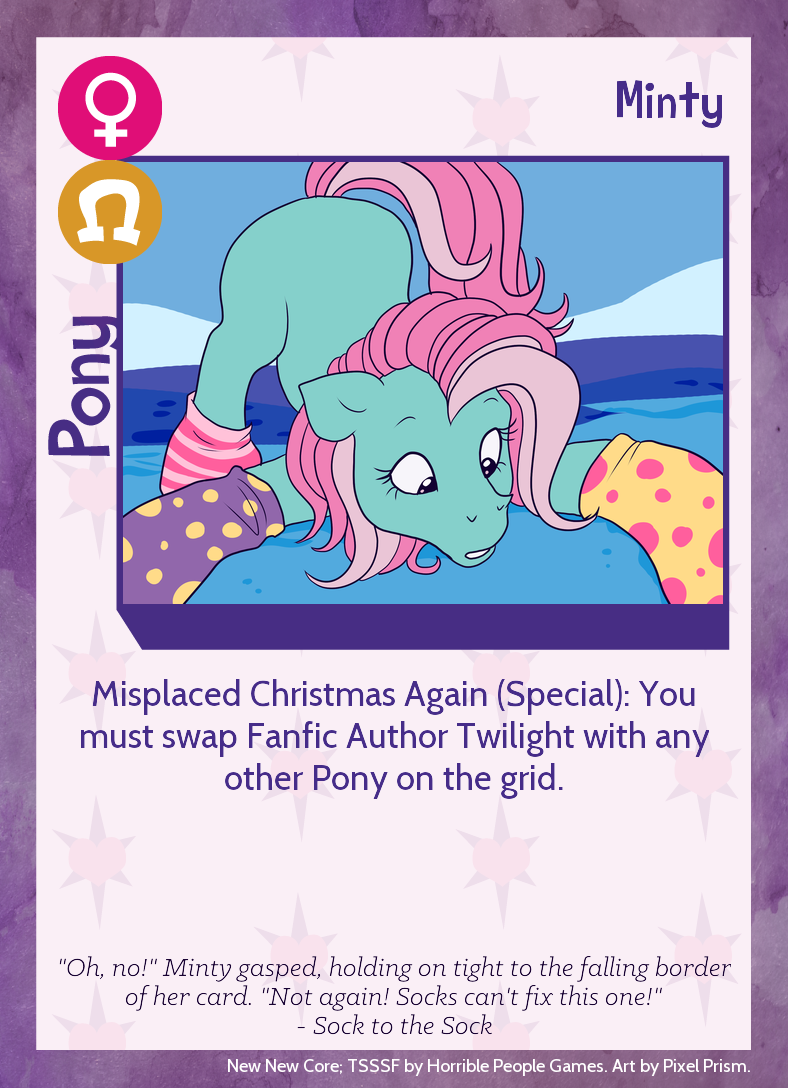 Minty
Pony
Misplaced Christmas Again (Special): You
must swap Fanfic Author Twilight with any
other Pony on the grid.
"Oh, no!" Minty gasped, holding on tight to the falling border
of her card. "Not again! Socks can't fix this one!"
- Sock to the Sock
New New Core; TSSSF by Horrible People Games. Art by Pixel Prism.